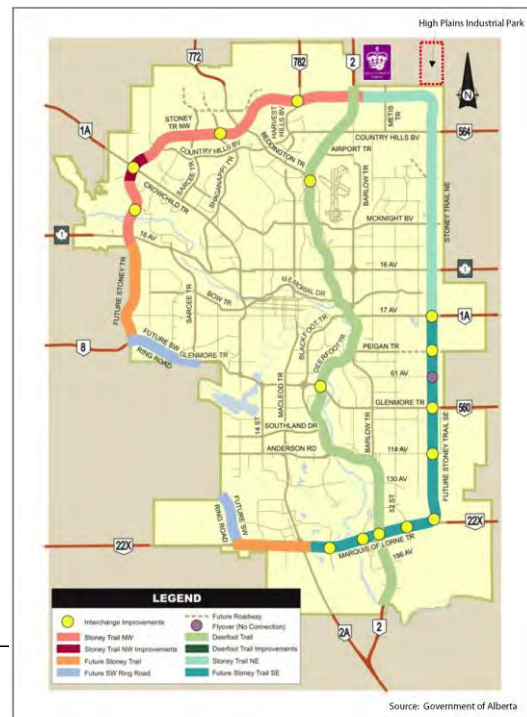 High Plains Industrial Park
772
782
2
N
1A
STONEY
TR NW
HARVEST
HILLS BV
METIS
TR
564
COUNTRY HILLS BV
COUNTRY HILLS BV
BEDDINGTON TR
AIRPORT TR
SARCEE TR
SHAGANAPPI TR
BARLOW TR
CROWCHILD TR
MCKNIGHT BV
STONEY TRAIL NE
1
16 AV
16 AV
1
MEMORIAL DR
FUTURE STONEY TR
SARCEE TR
BOW TR
17 AV
1A
BLACKFOOT TR
DEERFOOT TR
PEIGAN TR
8
FUTURE SW
RING ROAD
GLENMORE TR
61 AV
MACLEOD TR
GLENMORE TR
560
14 ST
SOUTHLAND DR
BARLOW TR
ANDERSON RD
114 AV
FUTURE STONEY TRAIL SE
130 AV
52 ST
FUTURE SW
RING ROAD
22X
22X
MARQUIS OF LORNE TR
196 AV
2A
2
LEGEND
Interchange Improvements
Future Roadway
Flyover (No Connection)
Stoney Trail NW
Deerfoot Trail
Stoney Trail NW Improvements
Deerfoot Trail Improvements
Future Stoney Trail
Stoney Trail NE
Future SW Ring Road
Future Stoney Trail SE
Source: Government of Alberta